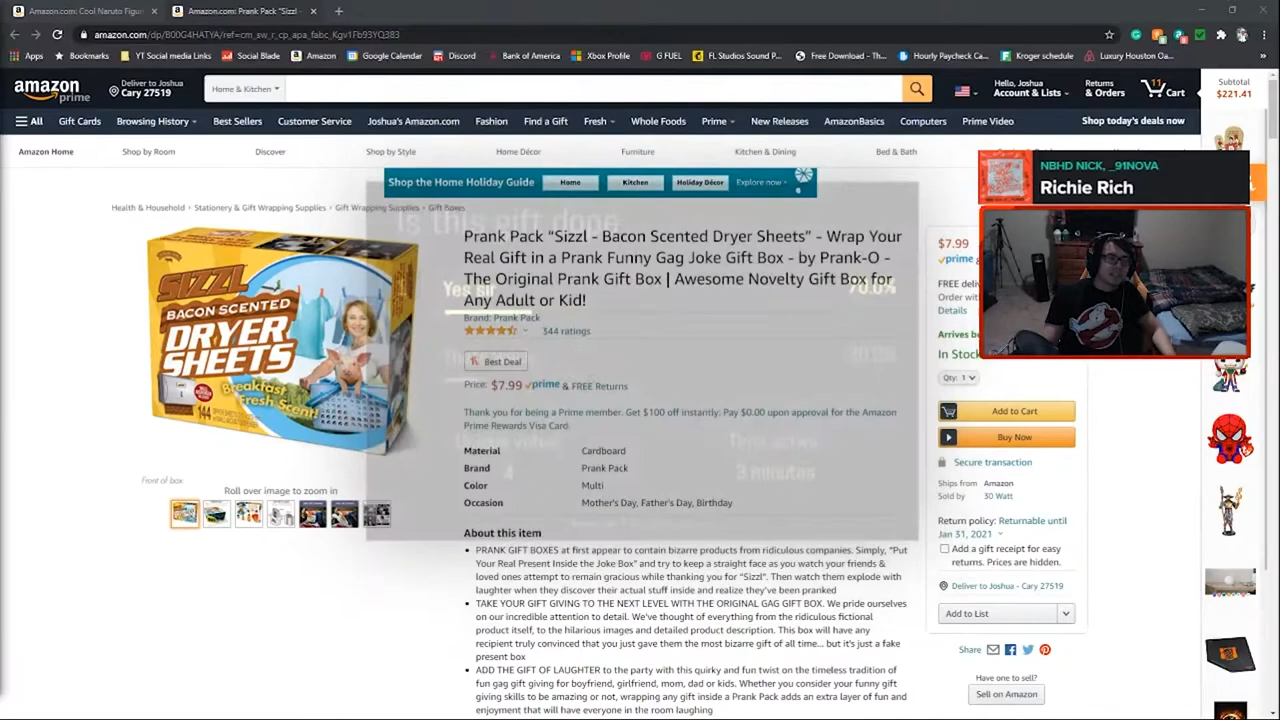 Amazon.com: Cool Naruto Figu
Amazon.com: Prank Pack "Sizzl -
amazon.com/dp/B00G4HATYA/ref=cm_sw_r_cp_apa_fabc_Kgv1Fb93YQ383
Apps
Bookmarks
YT Social media Links
Social Blade
Amazon
Google Calendar
Discord
Bank of America
Xbox Profile
G FUEL
FL Studios Sound P...
Free Download - Th...
Hourly Paycheck Ca...
Kroger schedule
Luxury Houston Oa...
amazon prime
Deliver to Joshua
Cary 27519
Home & Kitchen
Hello, Joshua
Account & Lists
Returns
& Orders
11
Cart
Subtotal
$221.41
All
Gift Cards
Browsing History
Best Sellers
Customer Service
Joshua's Amazon.com
Fashion
Find a Gift
Fresh
Whole Foods
Prime
New Releases
AmazonBasics
Computers
Prime Video
Shop today's deals now
Amazon Home
Shop by Room
Discover
Shop by Style
Home Décor
Furniture
Kitchen & Dining
Bed & Bath
NBHD NICK, _91NOVA
Richie Rich
Shop the Home Holiday Guide
Home
Kitchen
Holiday Décor
Explore now
Health & Household › Stationery & Gift Wrapping Supplies › Gift Wrapping Supplies › Gift Boxes
Is this gift
Prank Pack “Sizzl - Bacon Scented Dryer Sheets” - Wrap Your
Real Gift in a Prank Funny Gag Joke Gift Box - by Prank-O -
The Original Prank Gift Box | Awesome Novelty Gift Box for
Any Adult or Kid!
Yes sir
Brand: Prank Pack
344 ratings
Best Deal
Price: $7.99 prime & FREE Returns
Thank you for being a Prime member. Get $100 off instantly: Pay $0.00 upon approval for the Amazon
Prime Rewards Visa Card.
Material Cardboard
Brand Prank Pack
Color Multi
4
3 minutes
Occasion Mother's Day, Father's Day, Birthday
About this item
PRANK GIFT BOXES at first appear to contain bizarre products from ridiculous companies. Simply, “Put
Your Real Present Inside the Joke Box” and try to keep a straight face as you watch your friends &
loved ones attempt to remain gracious while thanking you for “Sizzl”. Then watch them explode with
laughter when they discover their actual stuff inside and realize they've been pranked
TAKE YOUR GIFT GIVING TO THE NEXT LEVEL WITH THE ORIGINAL GAG GIFT BOX. We pride ourselves
on our incredible attention to detail. We've thought of everything from the ridiculous fictional
product itself, to the hilarious images and detailed product description. This box will have any
recipient truly convinced that you just gave them the most bizarre gift of all time... but it's just a fake
present box
ADD THE GIFT OF LAUGHTER to the party with this quirky and fun twist on the timeless tradition of
fun gag gift giving for boyfriend, girlfriend, mom, dad or kids. Whether you consider your funny gift
giving skills to be amazing or not, wrapping any gift inside a Prank Pack adds an extra layer of fun and
enjoyment that will have everyone in the room laughing
SIZZL
BACON SCENTED
DRYER
SHEETS
Breakfast
Fresh Scent!
144
Front of box
Roll over image to zoom in
$7.99
prime
FREE deli
Order with
Details
Arrives b
In Stock
Qty: 1
Add to Cart
Buy Now
Secure transaction
Ships from Amazon
Sold by 30 Watt
Return policy: Returnable until
Jan 31, 2021
Add a gift receipt for easy
returns. Prices are hidden.
Deliver to Joshua - Cary 27519
Add to List
Share
Have one to sell?
Sell on Amazon